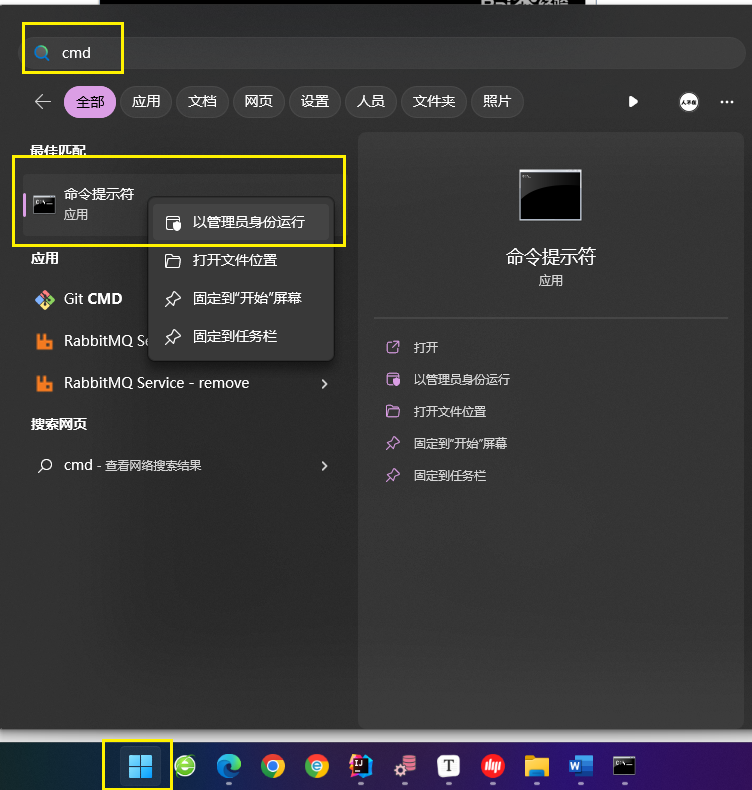 cmd
全部 应用 文档 网页 设置 人员 文件夹 照片
最佳匹配
命令提示符
应用
以管理员身份运行
打开文件位置
固定到"开始"屏幕
固定到任务栏
应用
Git CMD
RabbitMQ Se
RabbitMQ Service - remove
搜索网页
cmd - 查看网络搜索结果
命令提示符
应用
打开
以管理员身份运行
打开文件位置
固定到"开始"屏幕
固定到任务栏